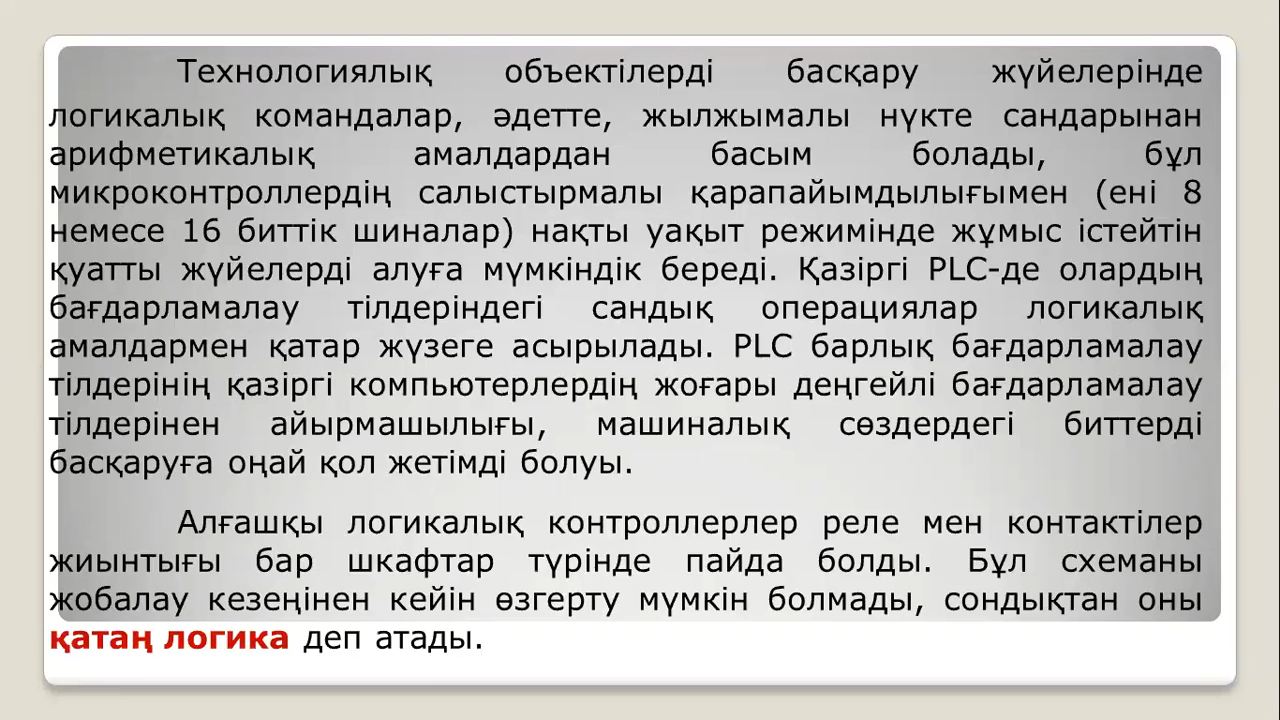 Технологиялық объектілерді басқару жүйелерінде
логикалық командалар, әдетте, жылжымалы нүкте сандарынан
арифметикалық амалдардан басым болады, бұл
микроконтроллердің салыстырмалы қарапайымдылығымен (ені 8
немесе 16 биттік шиналар) нақты уақыт режимінде жұмыс істейтін
қуатты жүйелерді алуға мүмкіндік береді. Қазіргі PLC-де олардың
бағдарламалау тілдеріндегі сандық операциялар логикалық
амалдармен қатар жүзеге асырылады. PLC барлық бағдарламалау
тілдерінің қазіргі компьютерлердің жоғары деңгейлі бағдарламалау
тілдерінен айырмашылығы, машиналық сөздердегі биттерді
басқаруға оңай қол жетімді болуы.
Алғашқы логикалық контроллерлер реле мен контактілер
жиынтығы бар шкафтар түрінде пайда болды. Бұл схеманы
жобалау кезеңінен кейін өзгерту мүмкін болмады, сондықтан оны
қатаң логика деп атады.